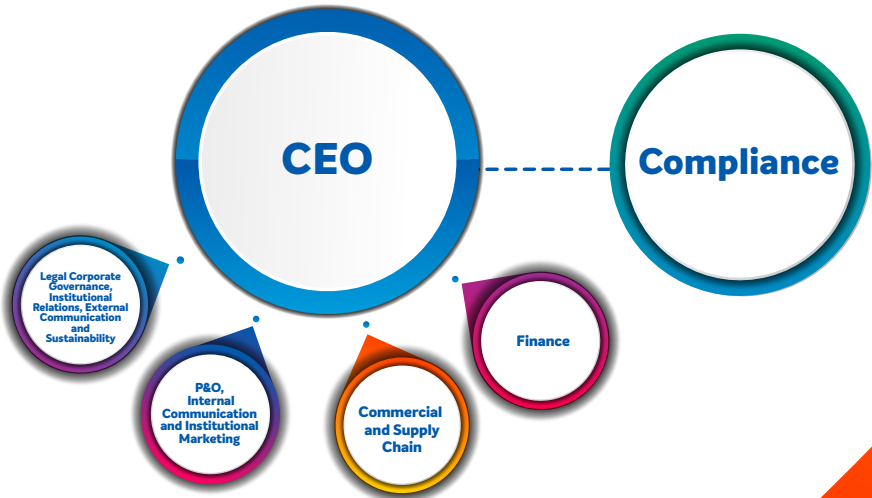 CEO
Compliance
Legal Corporate
Governance,
Institutional
Relations, External
Communication
and
Sustainability
P&O,
Internal
Communication
and Institutional
Marketing
Commercial
and Supply
Chain
Finance